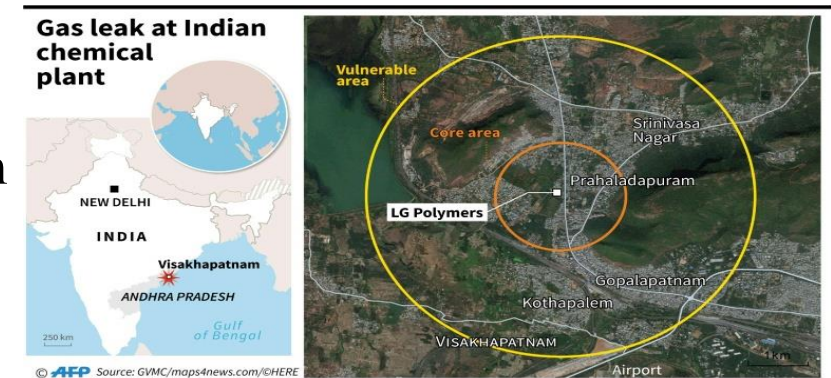 Gas leak at Indian
chemical
plant
NEW DELHI
INDIA
Visakhapatnam
ANDHRA PRADESH
Gulf
of Bengal
250 km
© AFP Source: GVMC/maps4news.com/©HERE
Vulnerable
area
Core area
Srinivasa
Nagar
Prahaladapuram
LG Polymers
Gopalapatnam
Kothapalem
VISAKHAPATNAM
Airport
1 km